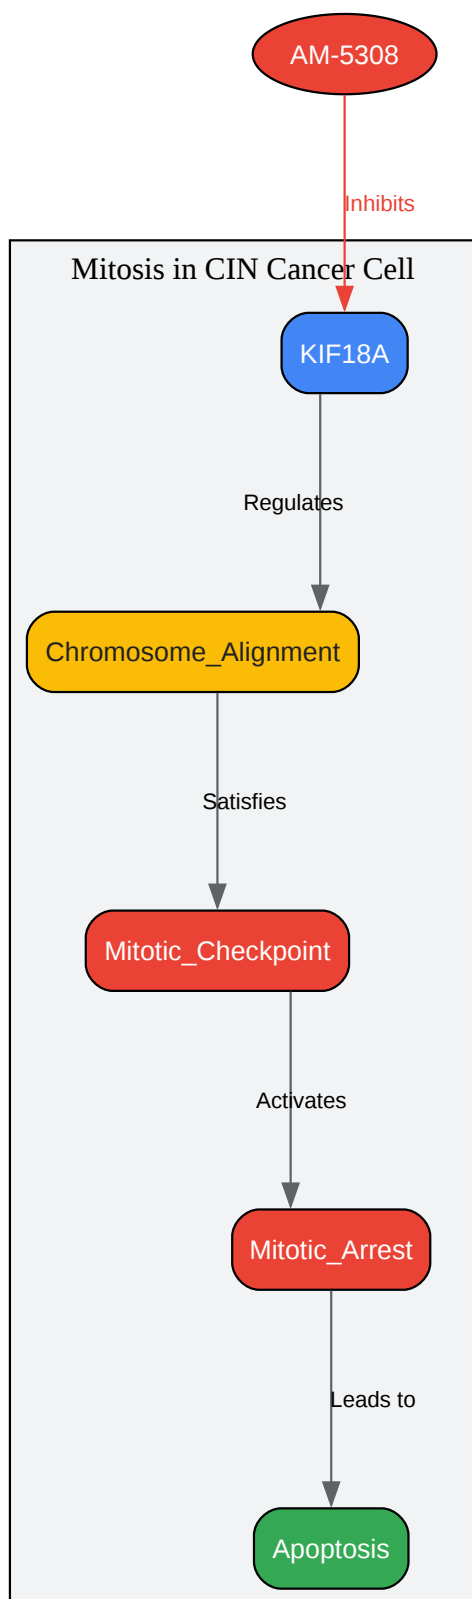 AM-5308
Inhibits
Mitosis in CIN Cancer Cell
KIF18A
Regulates
Chromosome_Alignment
Satisfies
Mitotic_Checkpoint
Activates
Mitotic_Arrest
Leads to
Apoptosis